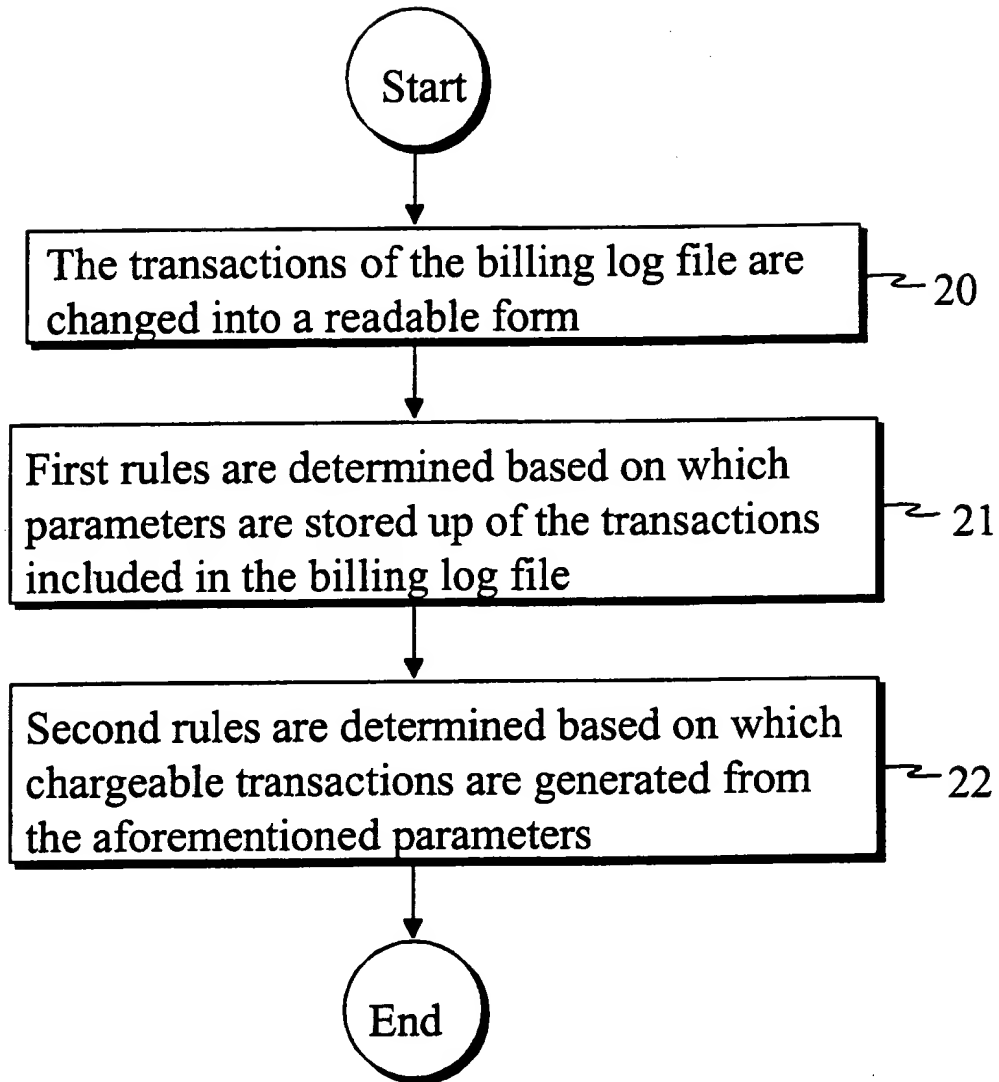 Start
The transactions of the billing log file are
changed into a readable form
20
First rules are determined based on which
parameters are stored up of the transactions
included in the billing log file
21
Second rules are determined based on which
chargeable transactions are generated from
the aforementioned parameters
22
End